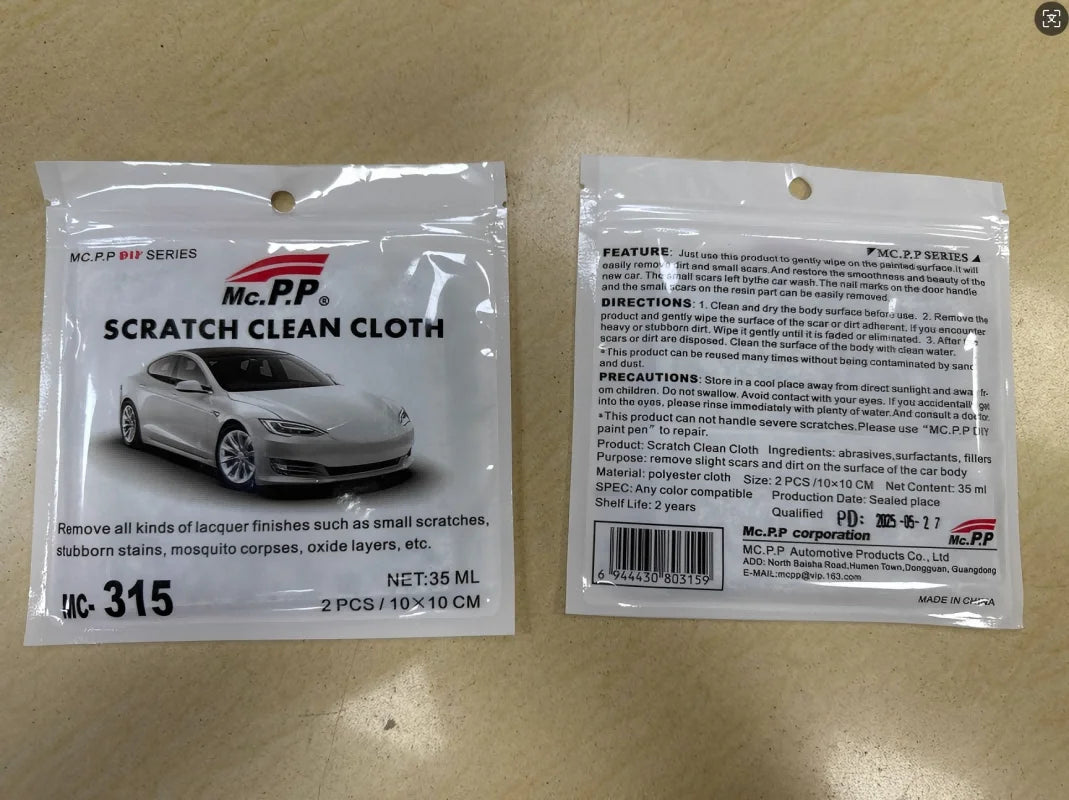 MC.P.P DIY SERIES
Mc.P.P®
SCRATCH CLEAN CLOTH
Remove all kinds of lacquer finishes such as small scratches,
stubborn stains, mosquito corpses, oxide layers, etc.
MC- 315
NET:35 ML
2 PCS / 10×10 CM
MC.P.P SERIES
FEATURE: Just use this product to gently wipe on the painted surface.it will
easily remove dirt and small scars.And restore the smoothness and beauty of the
new car. The small scars left bythe car wash.The nail marks on the door handle
and the small scars on the resin part can be easily removed
DIRECTIONS: 1. Clean and dry the body surface before use. 2. Remove the
product and gently wipe the surface of the scar or dirt adherent. If you encounter
heavy or stubborn dirt. Wipe it gently until it is faded or eliminated. 3. After
scars or dirt are disposed. Clean the surface of the body with clean water.
*This product can be reused many times without being contaminated by sand
and dust.
PRECAUTIONS: Store in a cool place away from direct sunlight and away fr-
om children. Do not swallow. Avoid contact with your eyes. If you accidentally get
into the eyes, please rinse immediately with plenty of water.And consult a doctor.
*This product can not handle severe scratches.Please use “MC.P.P DIY
paint pen” to repair.
Product: Scratch Clean Cloth Ingredients: abrasives,surfactants, fillers
Purpose: remove slight scars and dirt on the surface of the car body
Material: polyester cloth Size: 2 PCS /10×10 CM Net Content: 35 ml
SPEC: Any color compatible Production Date: Sealed place
Shelf Life: 2 years Qualified PD: 2025-05-27
Mc.P.P corporation
Mc.P.P
MC.P.P Automotive Products Co., Ltd
ADD: North Baisha Road,Humen Town,Dongguan, Guangdong
E-MAIL:mcpp@vip.163.com
6 944430 803159
MADE IN CHINA